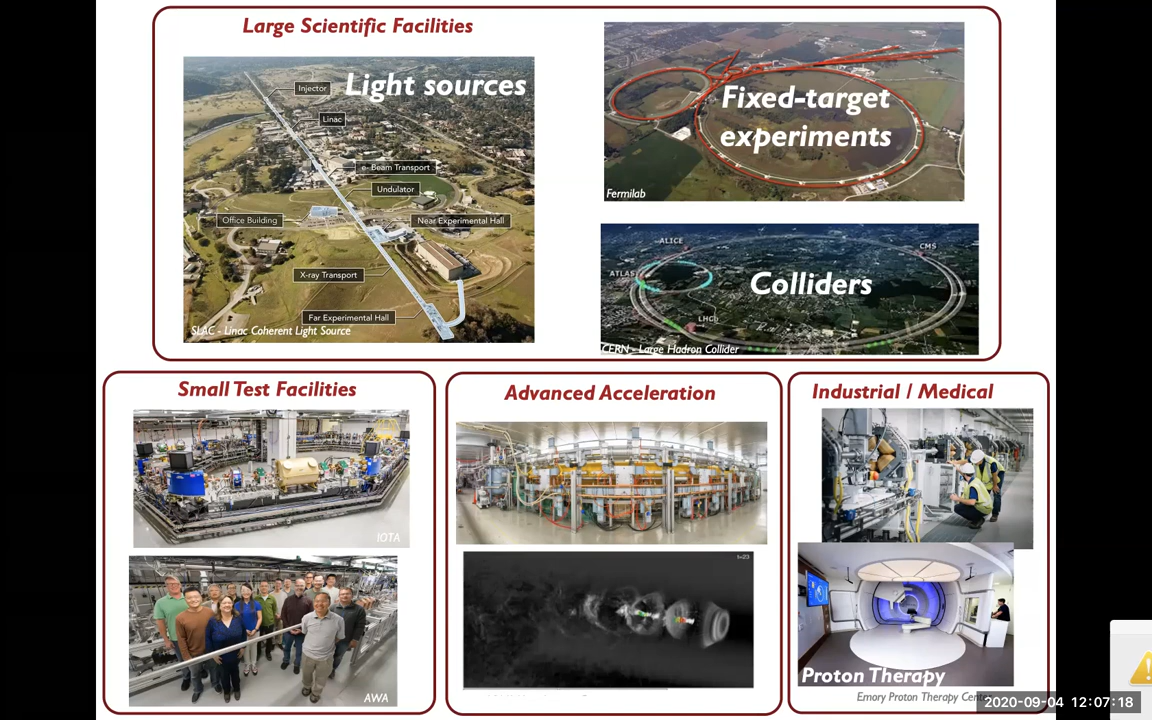 Large Scientific Facilities
Light sources
Injector
Linac
e- Beam Transport
Undulator
Office Building
Near Experimental Hall
X-ray Transport
Far Experimental Hall
SLAC - Linac Coherent Light Source
Fixed-target
experiments
Fermilab
ALICE
CMS
ATLAS
Colliders
LHCb
CERN - Large Hadron Collider
Small Test Facilities
IOTA
AWA
Advanced Acceleration
t=23
Industrial / Medical
Proton Therapy
Emory Proton Therapy
2020-09-04 12:07:18